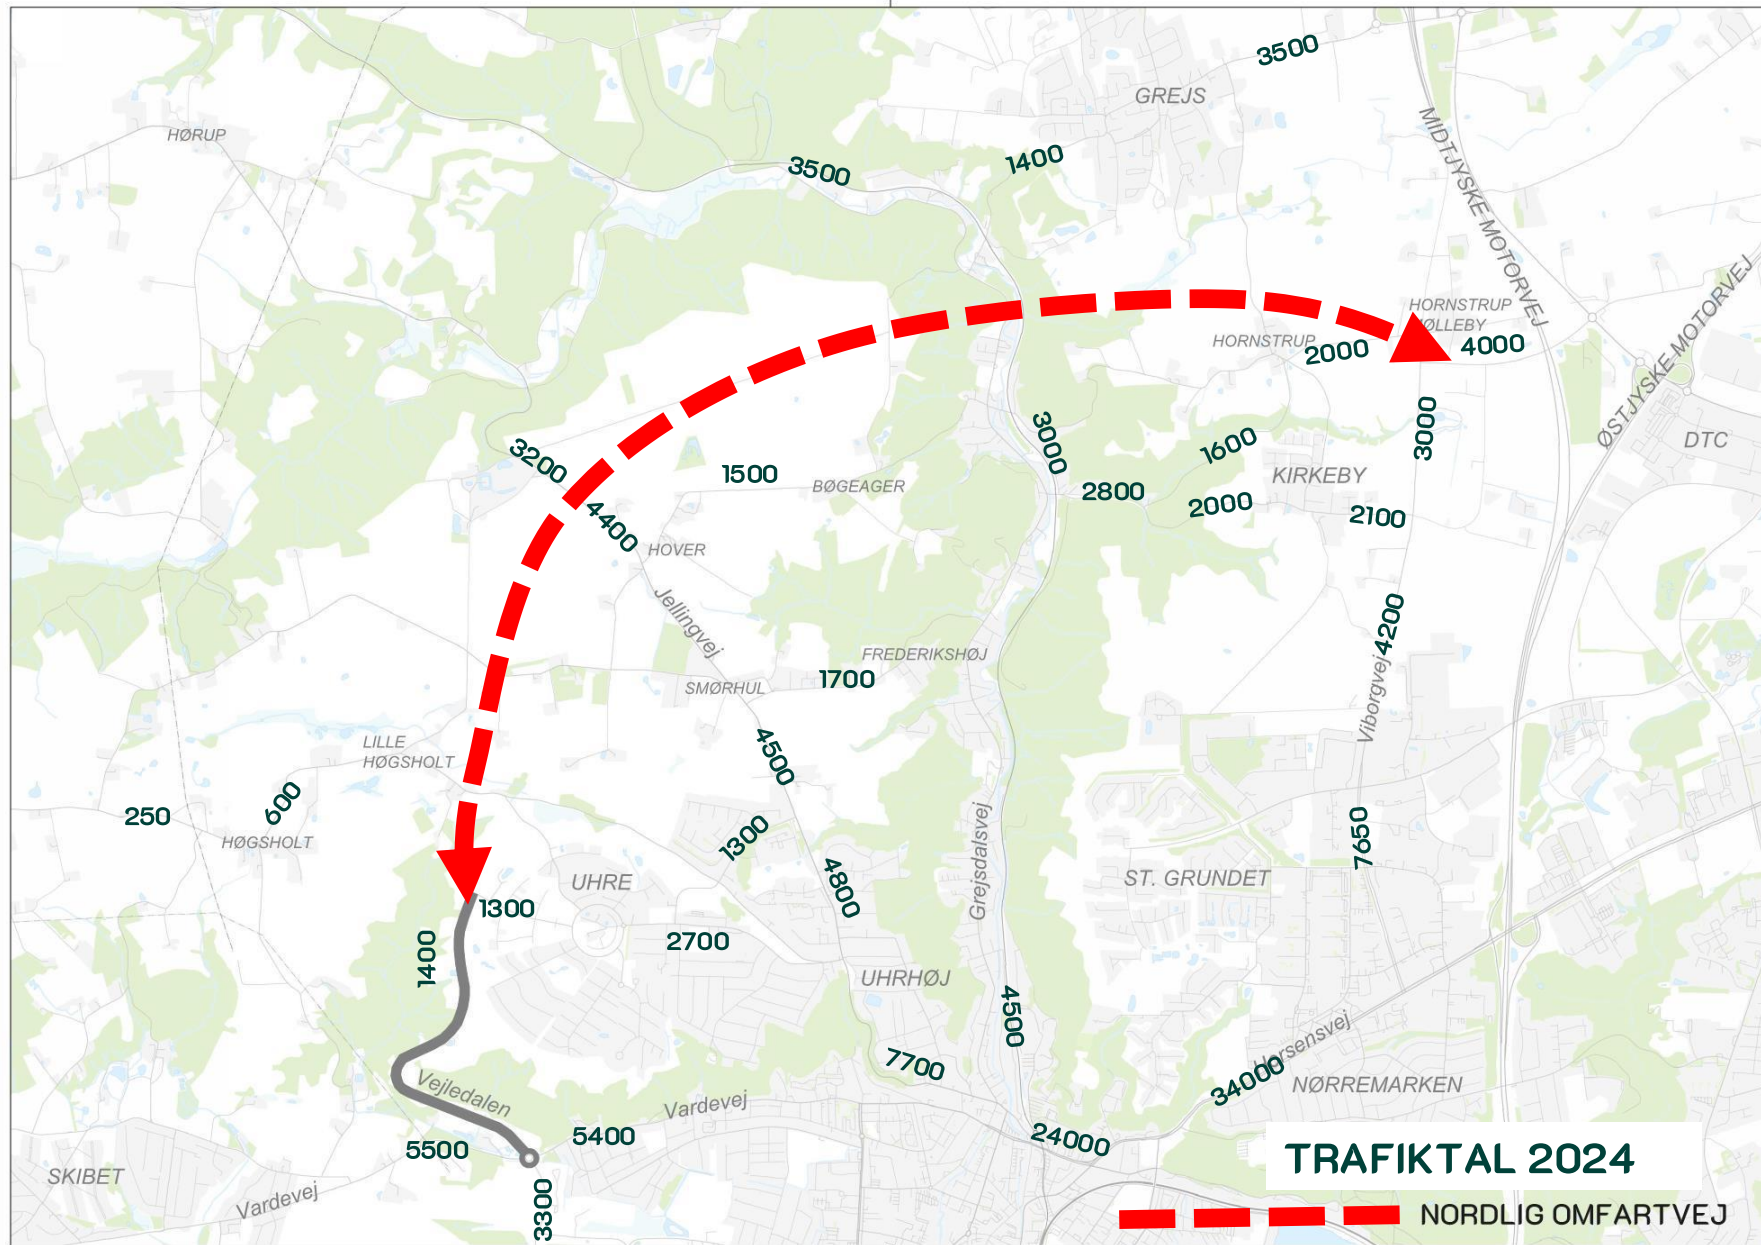 3500
GREJS
MIDTJYSKE MOTORVEJ
HØRUP
1400
3500
ØSTJYSKE MOTORVEJ
HORNSTRUP
MØLLEBY
HORNSTRUP
2000
4000
3000
DTC
3000
1600
3200
1500
BØGEAGER
KIRKEBY
2800
2000
2100
4400
HOVER
Jellingvej
4200
FREDERIKSHØJ
SMØRHUL
1700
Viborgvej
LILLE
HØGSHOLT
4500
600
250
HØGSHOLT
1300
7650
Grejsdalsvej
4800
UHRE
ST. GRUNDET
1300
1400
2700
UHRHØJ
4500
Horsensvej
7700
34000
NØRREMARKEN
Vejledalen
Vardevej
5400
24000
5500
SKIBET
Vardevej
3300
TRAFIKTAL 2024
NORDLIG OMFARTVEJ